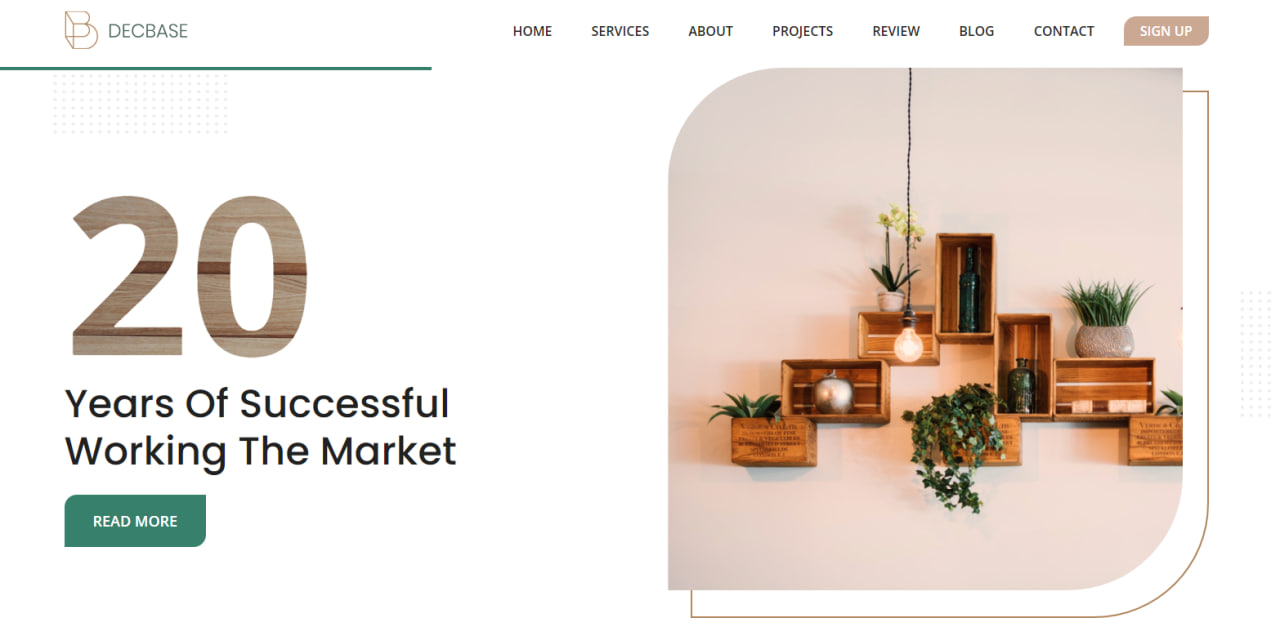 DECBASE
HOME SERVICES ABOUT PROJECTS REVIEW BLOG CONTACT SIGN UP
20
Years Of Successful
Working The Market
READ MORE